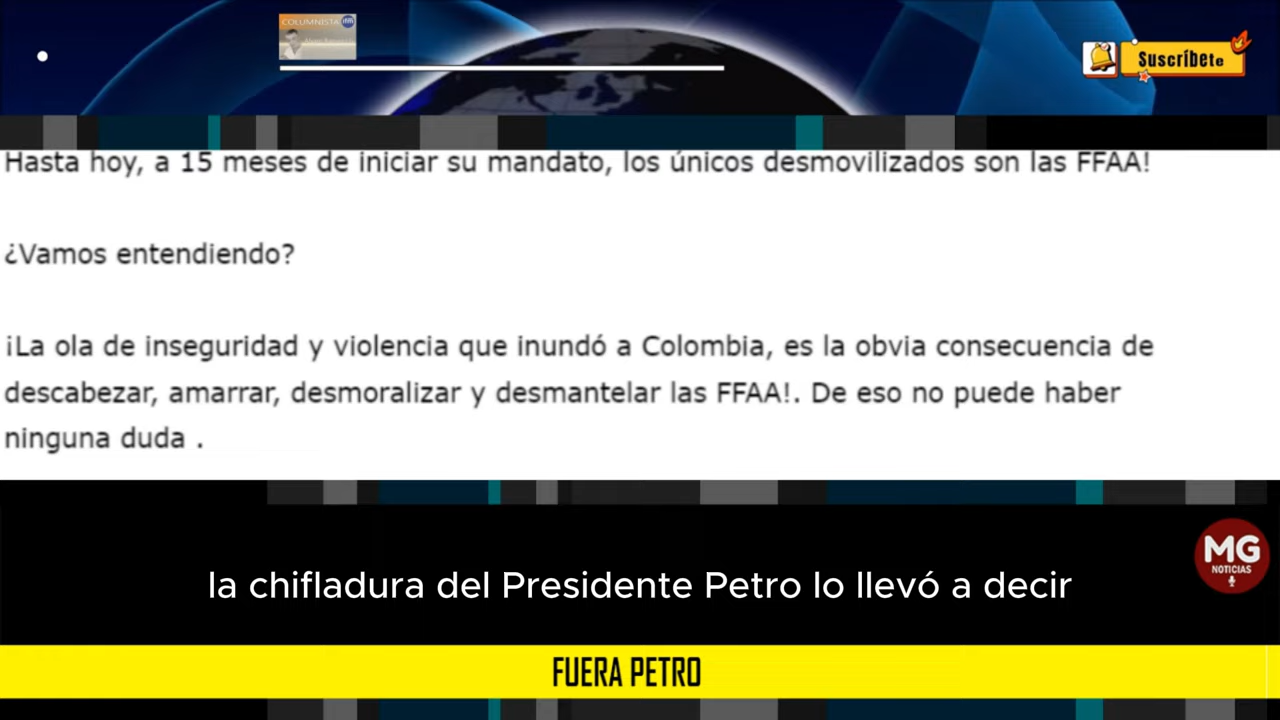 COLUMNISTA
Suscríbete
Hasta hoy, a 15 meses de iniciar su mandato, los únicos desmovilizados son las FFAA!
¿Vamos entendiendo?
¡La ola de inseguridad y violencia que inundó a Colombia, es la obvia consecuencia de
descabezar, amarrar, desmoralizar y desmantelar las FFAA!. De eso no puede haber
ninguna duda .
MG
NOTICIAS
la chifladura del Presidente Petro lo llevó a decir
FUERA PETRO